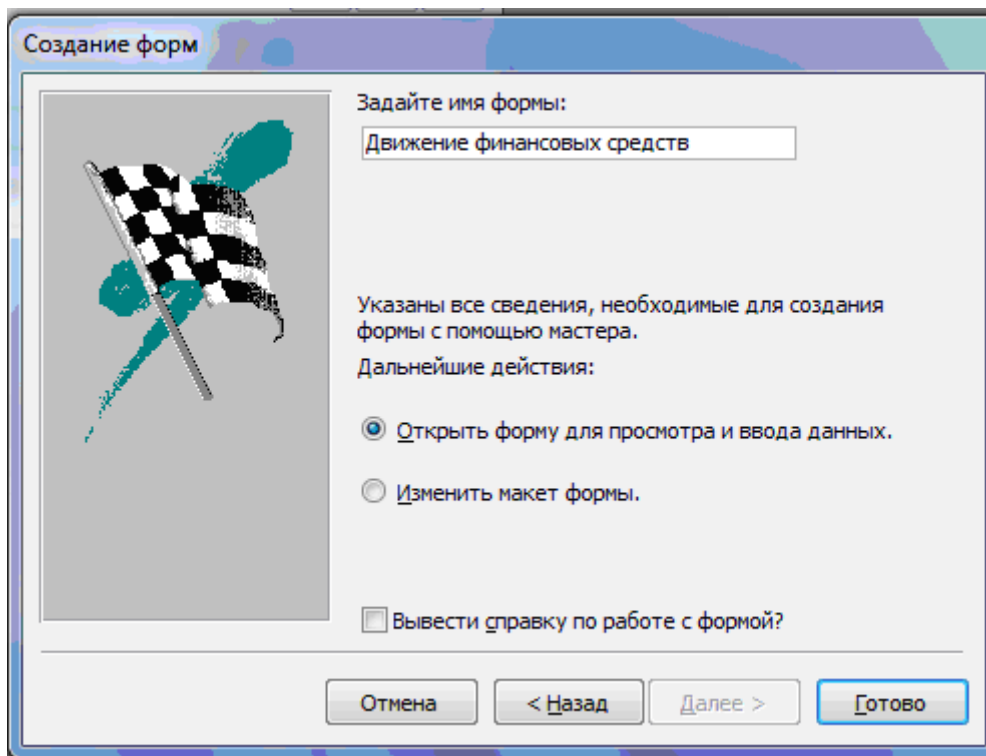 Создание форм
Задайте имя формы:
Движение финансовых средств
Указаны все сведения, необходимые для создания
формы с помощью мастера.
Дальнейшие действия:
Открыть форму для просмотра и ввода данных.
Изменить макет формы.
Вывести справку по работе с формой?
Отмена
< Назад
Далее >
Готово